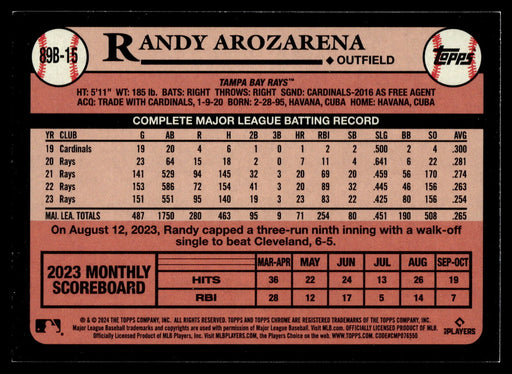 89B-15
RANDY AROZARENA
OUTFIELD
Topps
TAMPA BAY RAYS™
HT: 5'11" WT: 185 lb. BATS: RIGHT THROWS: RIGHT SGND: CARDINALS-2016 AS FREE AGENT
ACQ: TRADE WITH CARDINALS, 1-9-20 BORN: 2-28-95, HAVANA, CUBA HOME: HAVANA, CUBA
COMPLETE MAJOR LEAGUE BATTING RECORD
YR CLUB G AB R H 2B 3B HR RBI SB SLG BB SO AVG
19 Cardinals 19 20 4 6 1 0 1 2 2 .500 2 4 .300
20 Rays 23 64 15 18 2 0 7 11 4 .641 6 22 .281
21 Rays 141 529 94 145 32 3 20 69 20 .459 56 170 .274
22 Rays 153 586 72 154 41 3 20 89 32 .445 46 156 .263
23 Rays 151 551 95 140 19 3 23 83 22 .426 80 156 .254
MAJ. LEA. TOTALS 487 1750 280 463 95 9 71 254 80 .451 190 508 .265
On August 12, 2023, Randy capped a three-run ninth inning with a walk-off
single to beat Cleveland, 6-5.
2023 MONTHLY
SCOREBOARD
MAR-APR MAY JUN JUL AUG SEP-OCT
HITS 36 22 24 13 26 19
RBI 28 12 17 5 14 7
® & © 2024 THE TOPPS COMPANY, INC. ALL RIGHTS RESERVED. TOPPS AND TOPPS CHROME ARE REGISTERED TRADEMARKS OF THE TOPPS COMPANY, INC.
Major League Baseball trademarks and copyrights are used with permission of Major League Baseball. Visit MLB.com. OFFICIALLY LICENSED PRODUCT OF MLB.
Officially Licensed Product of MLB Players, Inc. Visit MLBPLAYERS.com, the Players Choice on the web. WWW.TOPPS.COM. CODE#CMP076550
PLAYERS